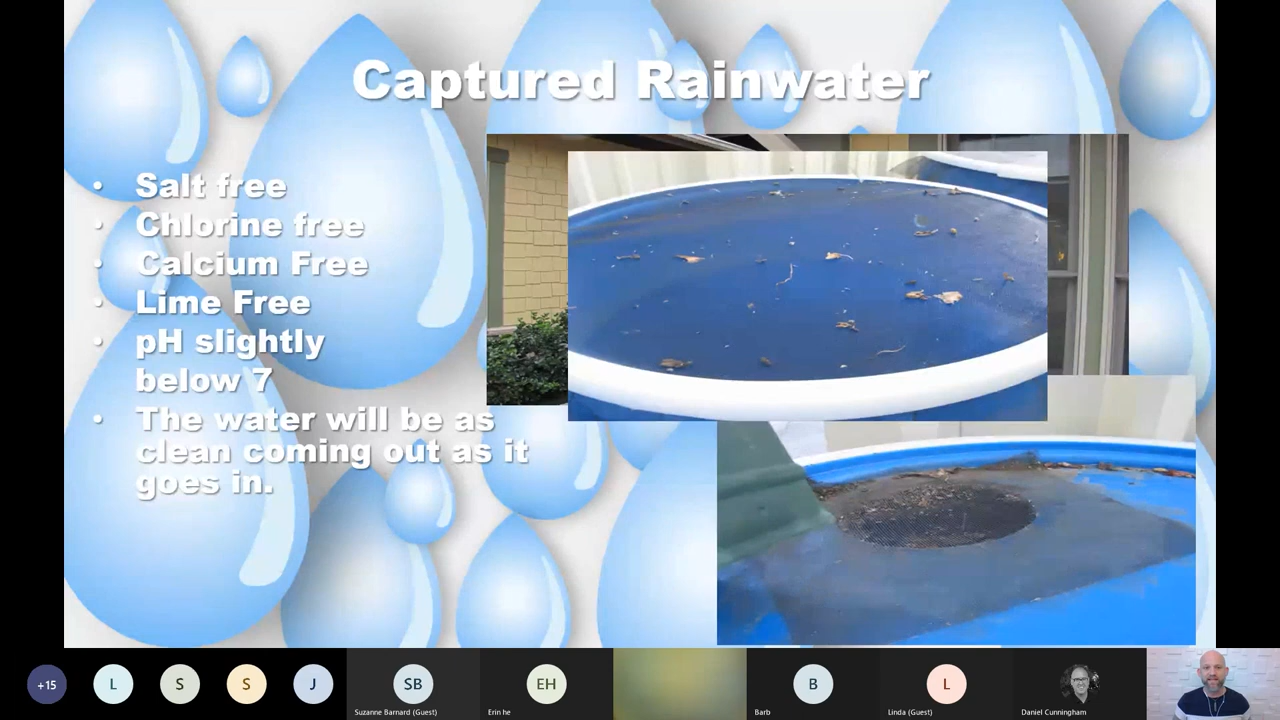 Captured Rainwater
• Salt free
• Chlorine free
• Calcium Free
• Lime Free
• pH slightly
below 7
• The water will be as
clean coming out as it
goes in.
+15
L
S
S
J
SB
Suzanne Barnard (Guest)
EH
Erin he
B
Barb
L
Linda (Guest)
Daniel Cunningham